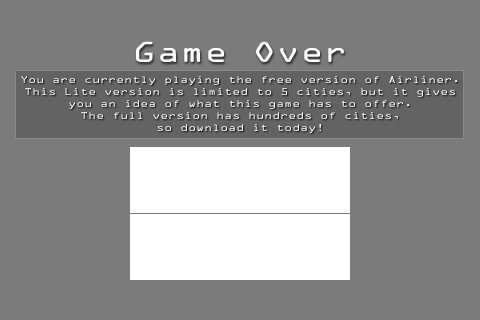 Game Over
You are currently playing the free version of Airliner.
This Lite version is limited to 5 cities, but it gives
you an idea of what this game has to offer.
The full version has hundreds of cities,
so download it today!